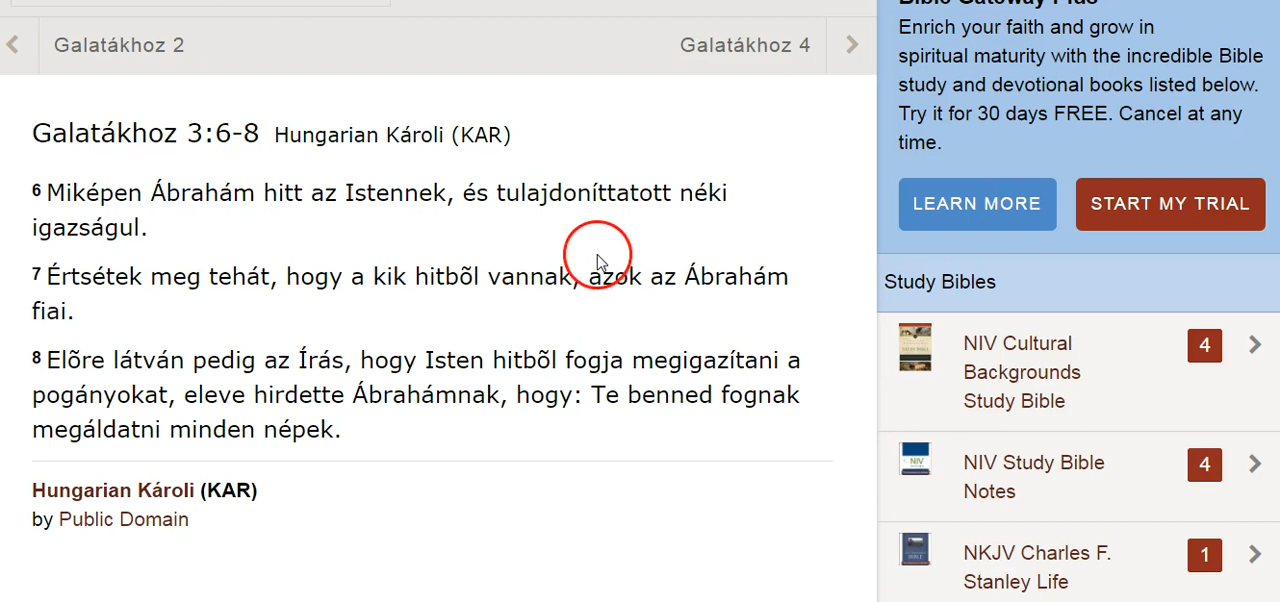 Bible Gateway Plus
Enrich your faith and grow in
spiritual maturity with the incredible Bible
study and devotional books listed below.
Try it for 30 days FREE. Cancel at any
time.
LEARN MORE
START MY TRIAL
Galatákhoz 2
Galatákhoz 4
Galatákhoz 3:6-8 Hungarian Károli (KAR)
6 Miképen Ábrahám hitt az Istennek, és tulajdoníttatott néki
igazságul.
7 Értsétek meg tehát, hogy a kik hitbõl vannak, azok az Ábrahám
fiai.
8 Elõre látván pedig az Írás, hogy Isten hitbõl fogja megigazítani a
pogányokat, eleve hirdette Ábrahámnak, hogy: Te benned fognak
megáldatni minden népek.
Hungarian Károli (KAR)
by Public Domain
Study Bibles
NIV Cultural
Backgrounds
Study Bible
4
NIV Study Bible
Notes
4
NKJV Charles F.
Stanley Life
1